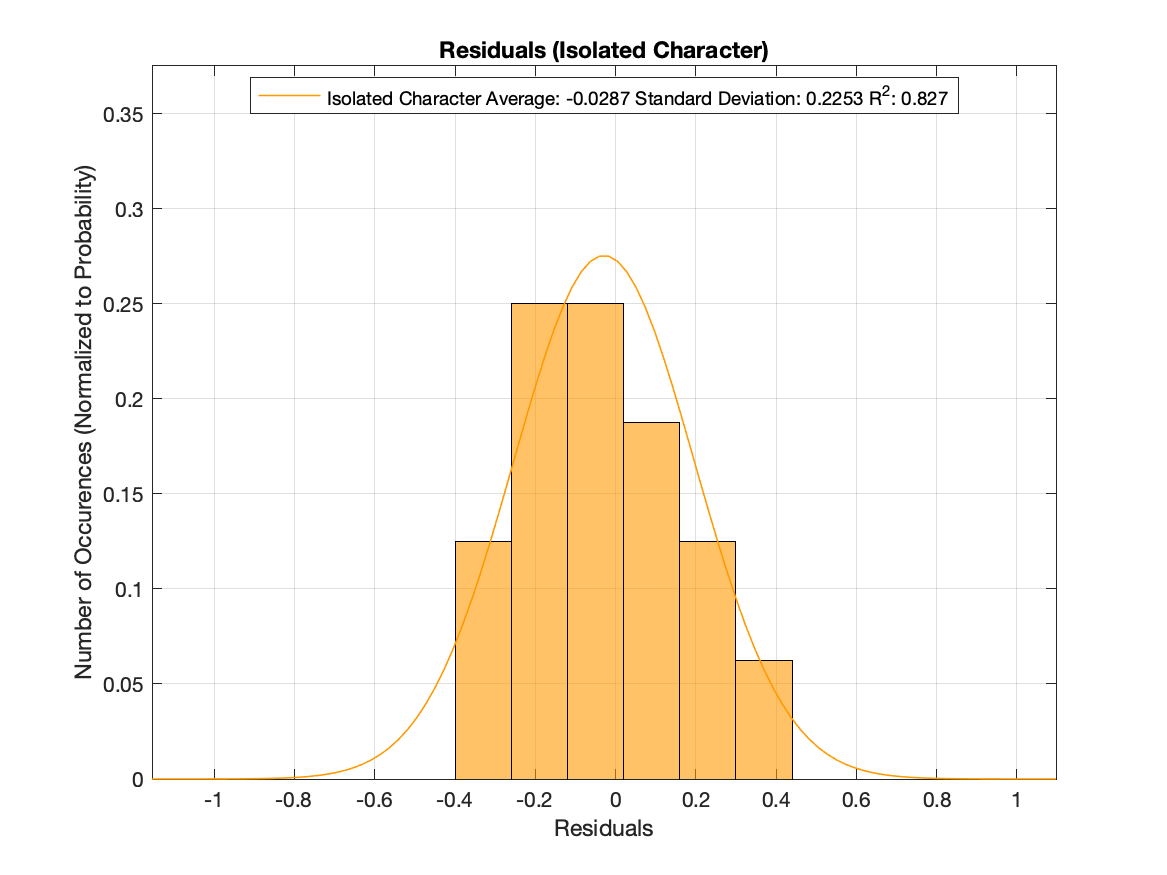 Residuals (Isolated Character)
Isolated Character Average: -0.0287 Standard Deviation: 0.2253 R²: 0.827
Number of Occurences (Normalized to Probability)
0.35
0.3
0.25
0.2
0.15
0.1
0.05
0
-1 -0.8 -0.6 -0.4 -0.2 0 0.2 0.4 0.6 0.8 1
Residuals